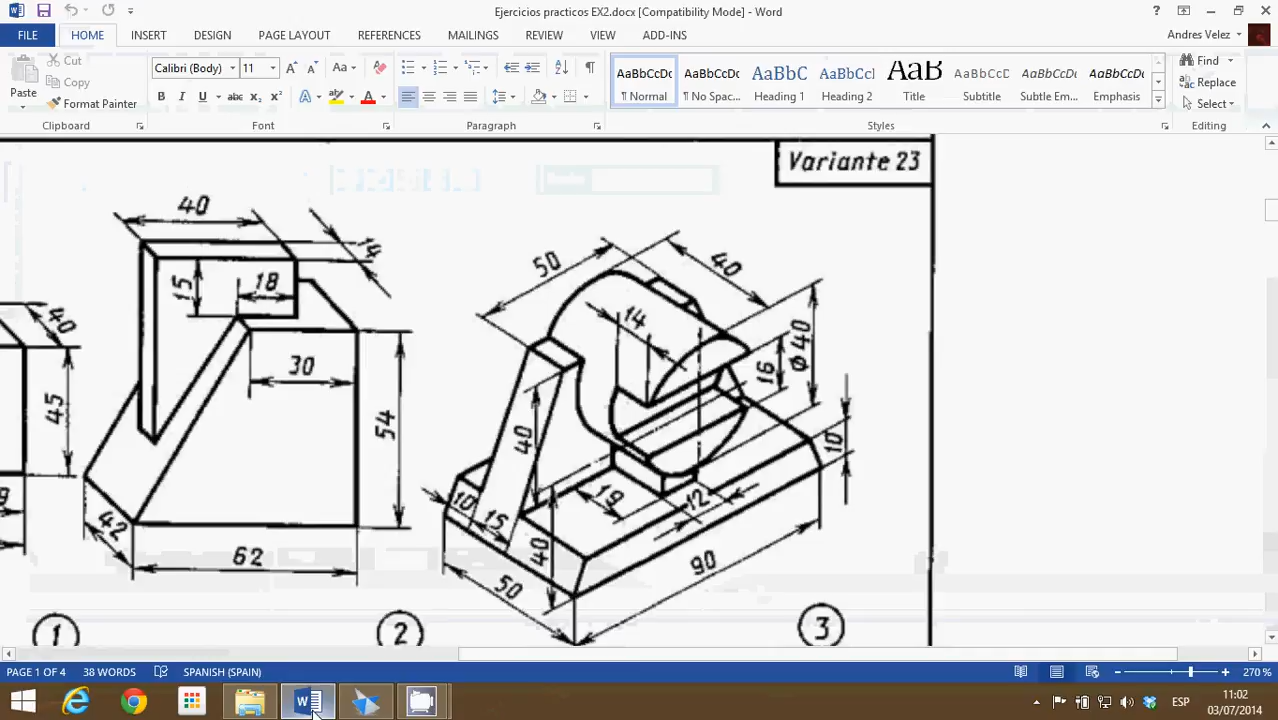 Ejercicios practicos EX2.docx [Compatibility Mode] - Word
FILE HOME INSERT DESIGN PAGE LAYOUT REFERENCES MAILINGS REVIEW VIEW ADD-INS Andres Velez
Cut
Copy
Format Painter
Paste
Calibri (Body) 11
AaBbCcDc AaBbCcDc AaBbC AaBbCcl AaB AaBbCcD AaBbCcDc AaBbCcDc
¶ Normal ¶ No Spac... Heading 1 Heading 2 Title Subtitle Subtle Em... Emphasis
Find
Replace
Select
Clipboard Font Paragraph Styles Editing
Variante 23
40
14
15
18
30
40
45
54
42
62
50
40
14
Φ40
16
10
40
10
15
19
12
40
50
90
1
2
3
PAGE 1 OF 4 38 WORDS SPANISH (SPAIN) 270 %
ESP
11:02
03/07/2014